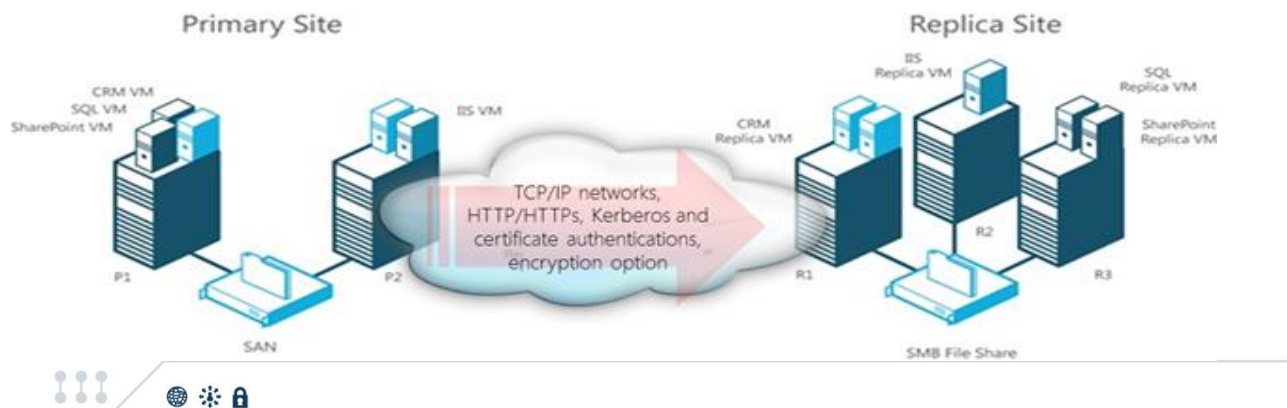 Primary Site
Replica Site
CRM VM
SQL VM
SharePoint VM
IIS VM
IIS
Replica VM
SQL
Replica VM
CRM
Replica VM
SharePoint
Replica VM
TCP/IP networks,
HTTP/HTTPs, Kerberos and
certificate authentications,
encryption option
P1
P2
R1
R2
R3
SAN
SMB File Share